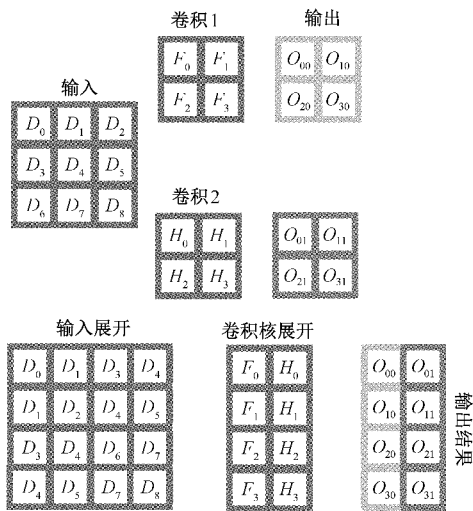 卷积1
输出
F₀ F₁
O₀₀ O₁₀
F₂ F₃
O₂₀ O₃₀
输入
D₀ D₁ D₂
D₃ D₄ D₅
D₆ D₇ D₈
卷积2
H₀ H₁
O₀₁ O₁₁
H₂ H₃
O₂₁ O₃₁
输入展开
卷积核展开
D₀ D₁ D₃ D₄
F₀ H₀
O₀₀ O₀₁
D₁ D₂ D₄ D₅
F₁ H₁
O₁₀ O₁₁
D₃ D₄ D₆ D₇
F₂ H₂
O₂₀ O₂₁
D₄ D₅ D₇ D₈
F₃ H₃
O₃₀ O₃₁
输出结果